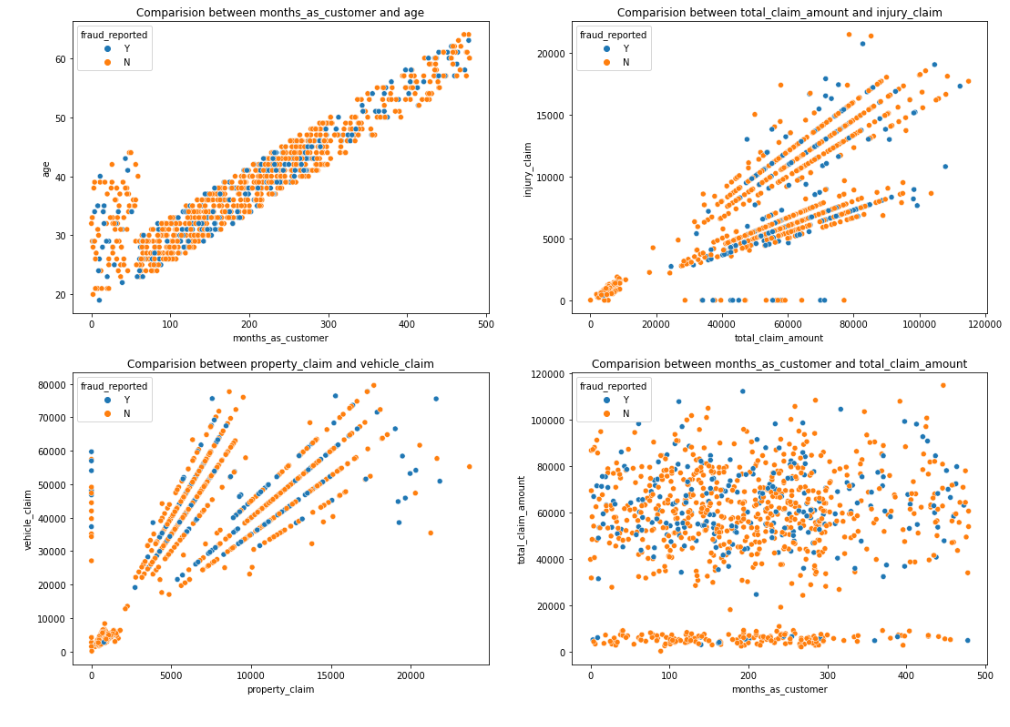 Comparision between months_as_customer and age
fraud_reported
Y
N
60
50
40
30
20
age
0
100
200
300
400
500
months_as_customer
Comparision between total_claim_amount and injury_claim
fraud_reported
Y
N
20000
15000
10000
5000
0
injury_claim
0
20000
40000
60000
80000
100000
120000
total_claim_amount
Comparision between property_claim and vehicle_claim
fraud_reported
Y
N
80000
70000
60000
50000
40000
30000
20000
10000
0
vehicle_claim
0
5000
10000
15000
20000
property_claim
Comparision between months_as_customer and total_claim_amount
fraud_reported
Y
N
120000
100000
80000
60000
40000
20000
0
total_claim_amount
0
100
200
300
400
500
months_as_customer